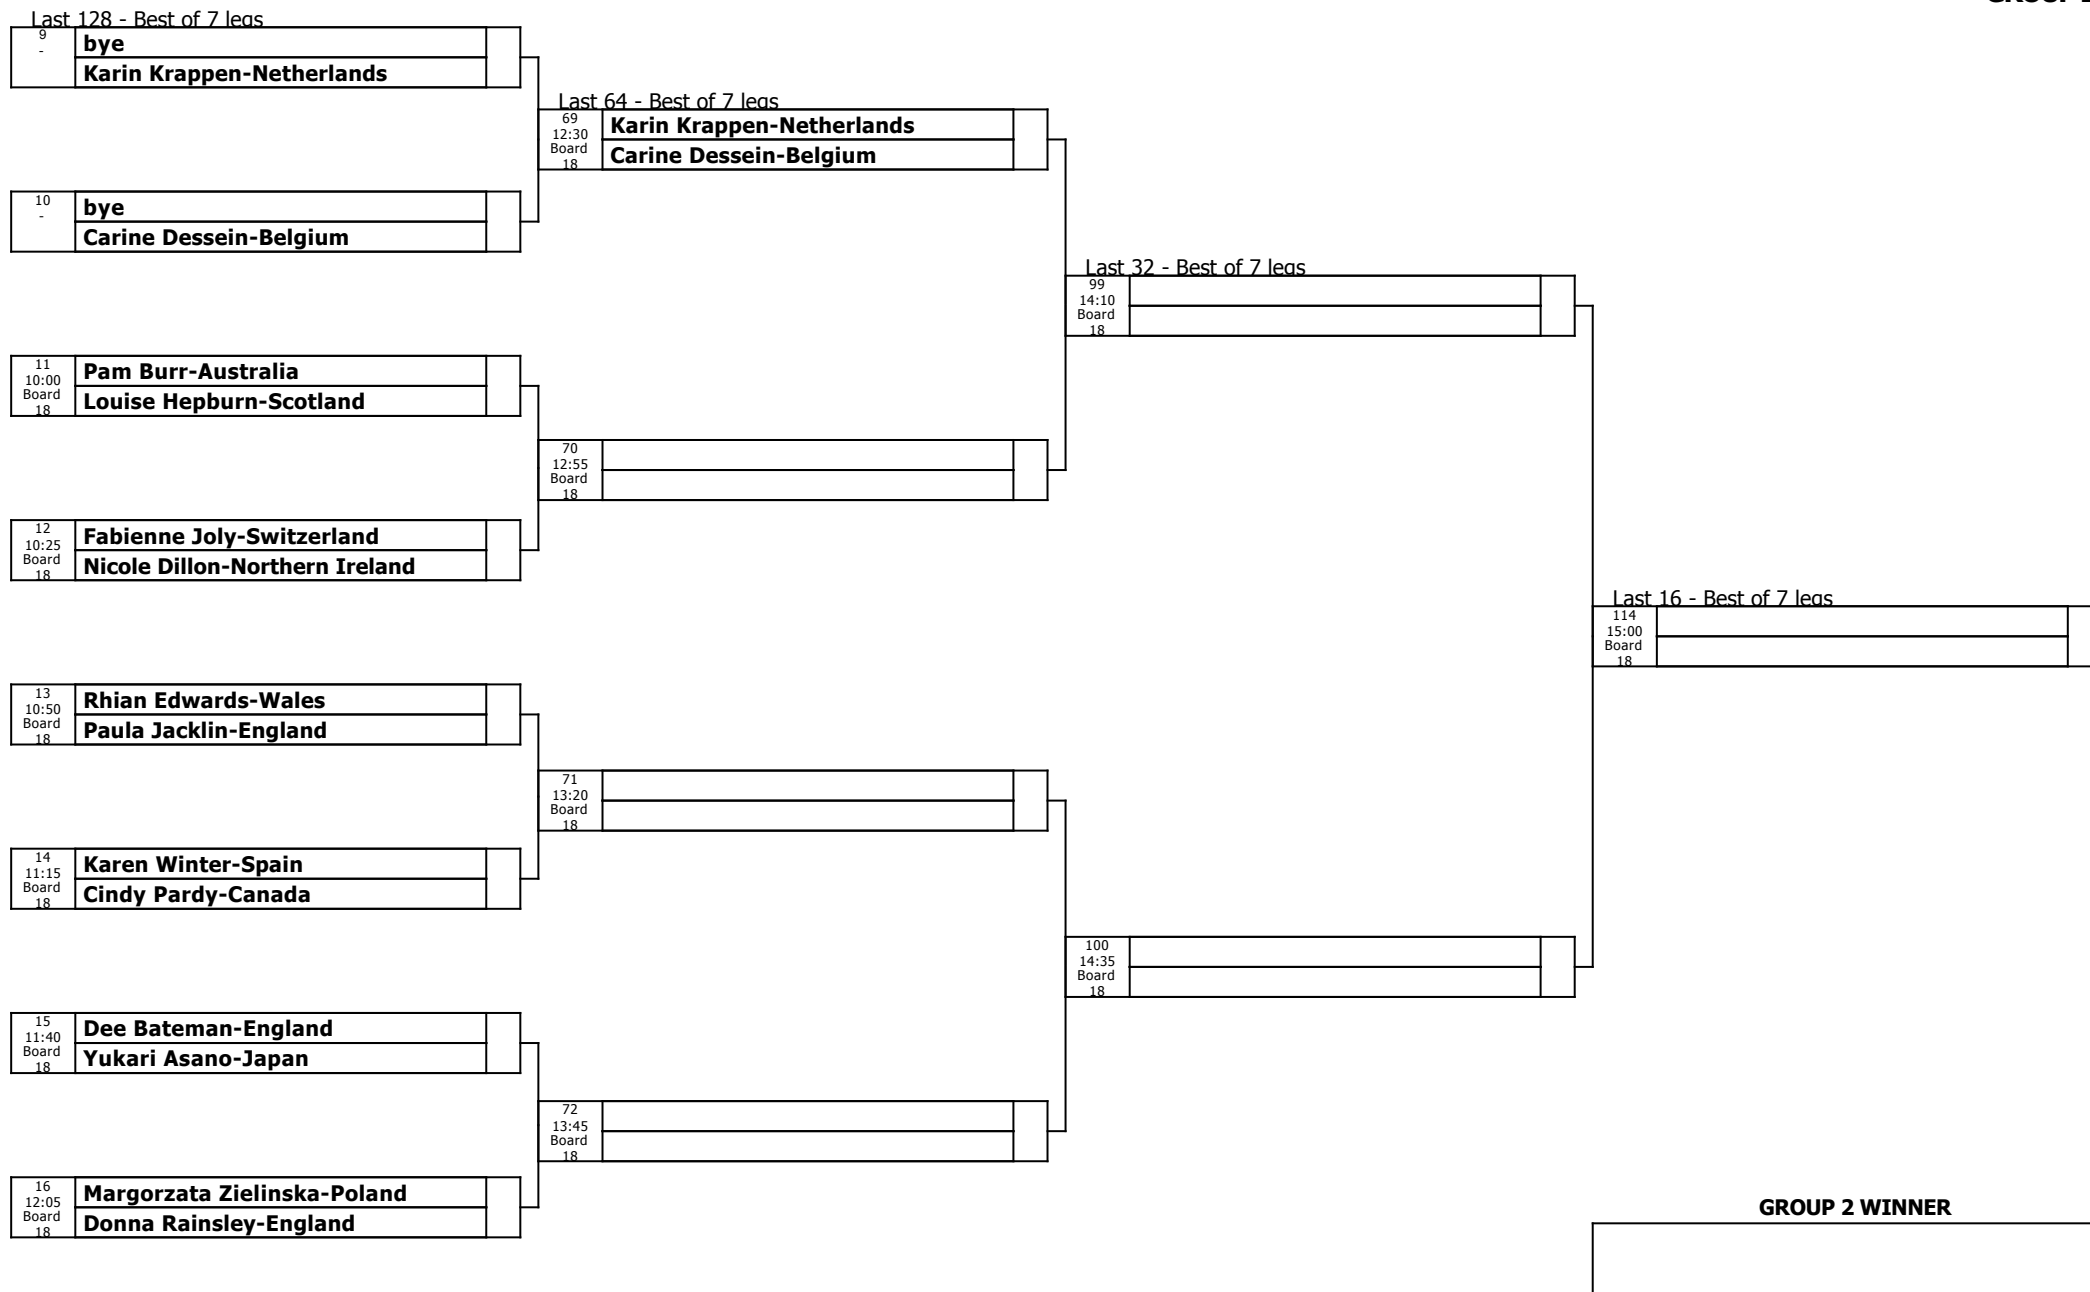 GROUP 2
Last 128 - Best of 7 legs
9
-
bye
Karin Krappen-Netherlands
10
-
bye
Carine Dessein-Belgium
11
10:00
Board
18
Pam Burr-Australia
Louise Hepburn-Scotland
12
10:25
Board
18
Fabienne Joly-Switzerland
Nicole Dillon-Northern Ireland
13
10:50
Board
18
Rhian Edwards-Wales
Paula Jacklin-England
14
11:15
Board
18
Karen Winter-Spain
Cindy Pardy-Canada
15
11:40
Board
18
Dee Bateman-England
Yukari Asano-Japan
16
12:05
Board
18
Margorzata Zielinska-Poland
Donna Rainsley-England
Last 64 - Best of 7 legs
69
12:30
Board
18
Karin Krappen-Netherlands
Carine Dessein-Belgium
70
12:55
Board
18
71
13:20
Board
18
72
13:45
Board
18
Last 32 - Best of 7 legs
99
14:10
Board
18
100
14:35
Board
18
Last 16 - Best of 7 legs
114
15:00
Board
18
GROUP 2 WINNER